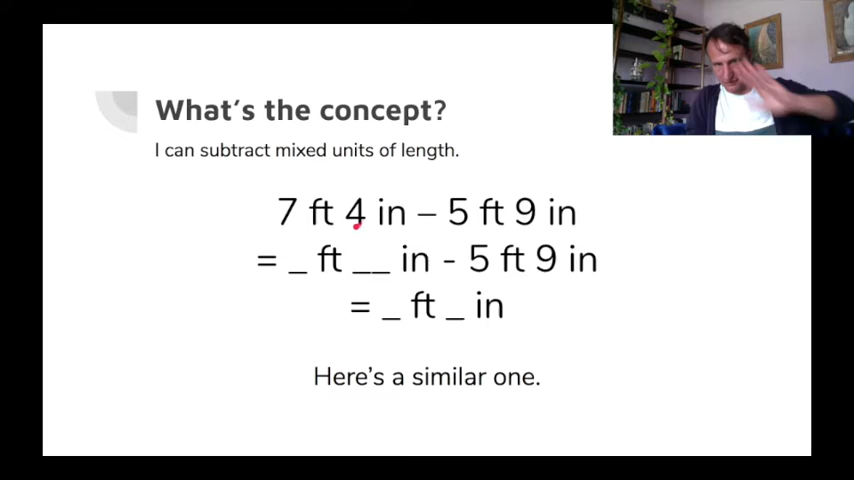 What's the concept?
I can subtract mixed units of length.
7 ft 4 in – 5 ft 9 in
= _ ft __ in - 5 ft 9 in
= _ ft _ in
Here's a similar one.